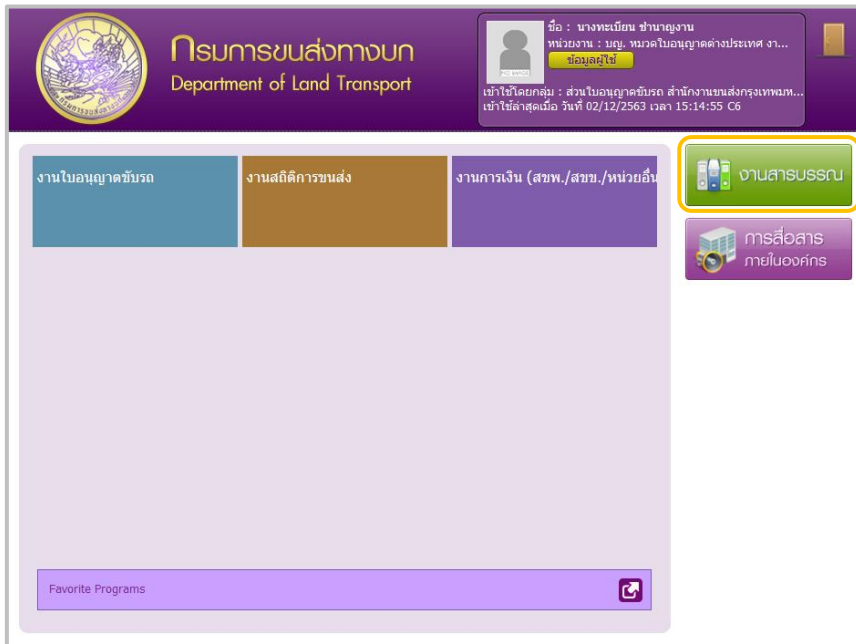 กรมการขนส่งทางบก
Department of Land Transport
ชื่อ : นางทะเบียน ชำนาญงาน
หน่วยงาน : บญ. หมวดใบอนุญาตต่างประเทศ งา...
ข้อมูลผู้ใช้
NO IMAGE
เข้าใช้โดยกลุ่ม : ส่วนใบอนุญาตขับรถ สำนักงานขนส่งกรุงเทพมห...
เข้าใช้ล่าสุดเมื่อ วันที่ 02/12/2563 เวลา 15:14:55 C6
งานใบอนุญาตขับรถ
งานสถิติการขนส่ง
งานการเงิน (สขพ./สขข./หน่วยอื่น
งานสารบรรณ
การสื่อสาร
ภายในองค์กร
Favorite Programs